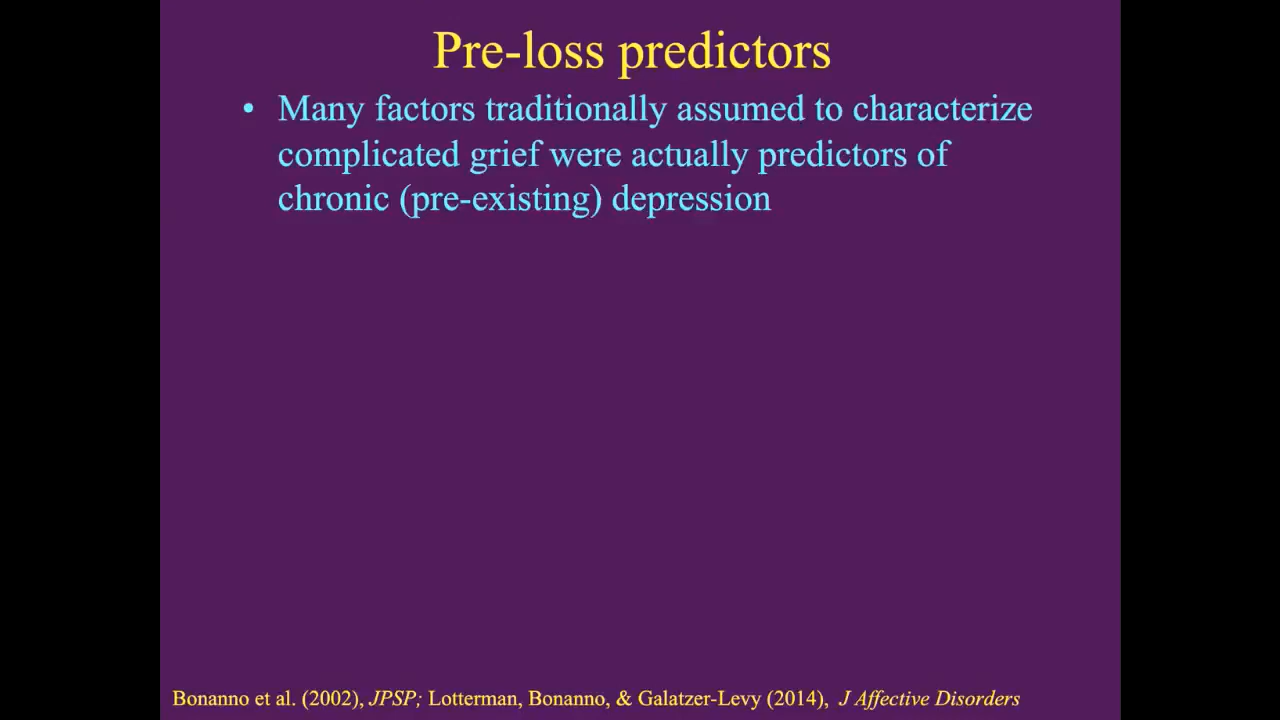 Pre-loss predictors
• Many factors traditionally assumed to characterize
complicated grief were actually predictors of
chronic (pre-existing) depression
Bonanno et al. (2002), JPSP; Lotterman, Bonanno, & Galatzer-Levy (2014), J Affective Disorders